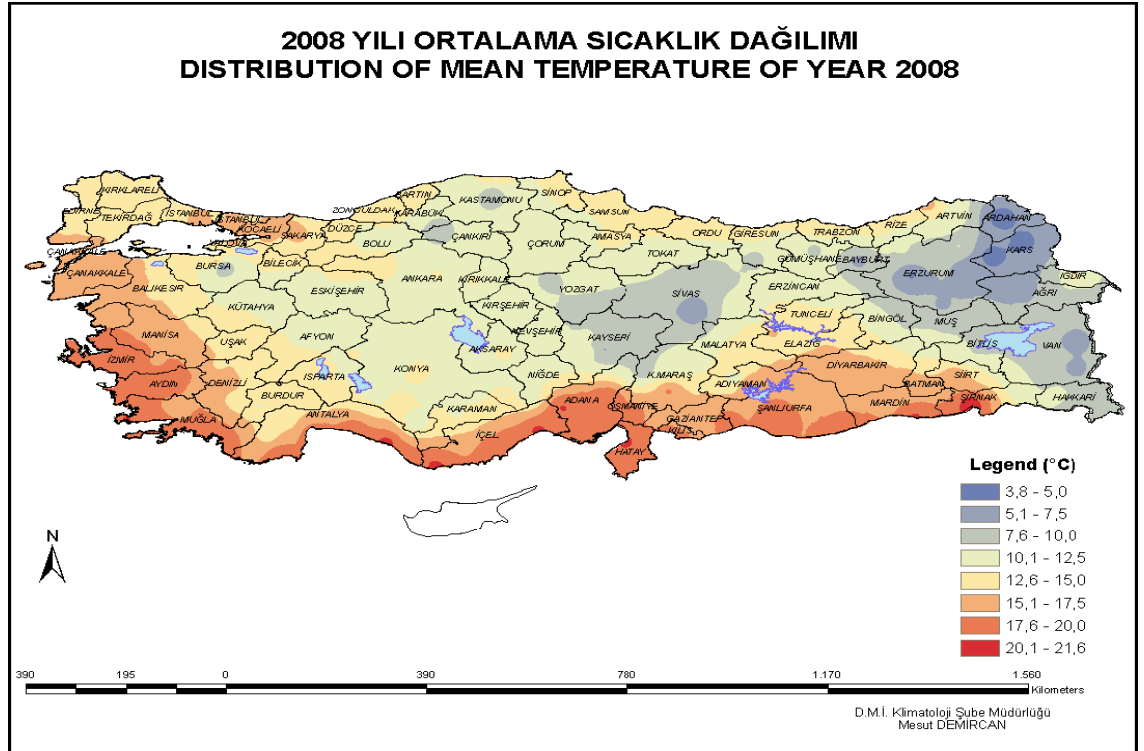 2008 YILI ORTALAMA SICAKLIK DAĞILIMI
DISTRIBUTION OF MEAN TEMPERATURE OF YEAR 2008
KIRKLARELİ
EDİRNE
TEKİRDAĞ
İSTANBUL
İSTANBUL
KOCAELİ
YALOVA
SAKARYA
DÜZCE
ZONGULDAK
BARTIN
KARABÜK
KASTAMONU
SİNOP
SAMSUN
ORDU
GİRESUN
TRABZON
RİZE
ARTVİN
ARDAHAN
KARS
ÇANAKKALE
ÇANAKKALE
BALIKESİR
BURSA
BİLECİK
BOLU
ÇANKIRI
ÇORUM
AMASYA
TOKAT
GÜMÜŞHANE
BAYBURT
ERZURUM
IĞDIR
AĞRI
KÜTAHYA
ESKİŞEHİR
ANKARA
KIRIKKALE
YOZGAT
SİVAS
ERZİNCAN
TUNCELİ
BİNGÖL
MUŞ
MANİSA
UŞAK
AFYON
KIRŞEHİR
NEVŞEHİR
KAYSERİ
MALATYA
ELAZIĞ
BİTLİS
VAN
İZMİR
AYDIN
DENİZLİ
ISPARTA
BURDUR
KONYA
AKSARAY
NİĞDE
K.MARAŞ
ADIYAMAN
DİYARBAKIR
BATMAN
SİİRT
ŞIRNAK
HAKKARİ
MUĞLA
ANTALYA
KARAMAN
İÇEL
ADANA
OSMANİYE
GAZİANTEP
KİLİS
ŞANLIURFA
MARDİN
HATAY
Legend (°C)
3,8 - 5,0
5,1 - 7,5
7,6 - 10,0
10,1 - 12,5
12,6 - 15,0
15,1 - 17,5
17,6 - 20,0
20,1 - 21,6
N
390 195 0 390 780 1.170 1.560
Kilometers
D.M.İ. Klimatoloji Şube Müdürlüğü
Mesut DEMİRCAN